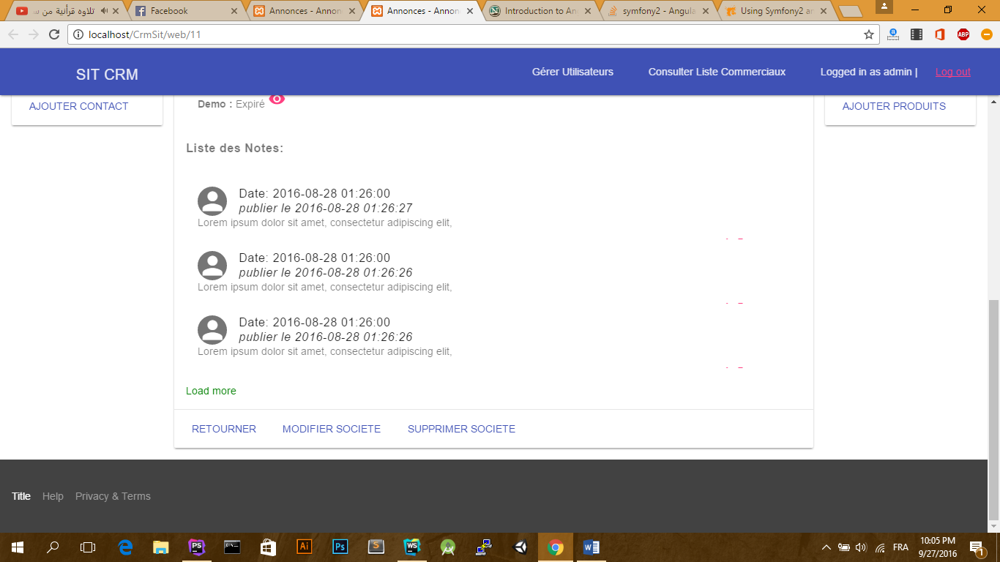 تلاوه قرأنية من س
Facebook
Annonces - Annon
Annonces - Annon
Introduction to An
symfony2 - Angula
Using Symfony2 an
localhost/CrmSit/web/11
ABP
SIT CRM
Gérer Utilisateurs
Consulter Liste Commerciaux
Logged in as admin |
Log out
AJOUTER CONTACT
Demo : Expiré
AJOUTER PRODUITS
Liste des Notes:
Date: 2016-08-28 01:26:00
publier le 2016-08-28 01:26:27
Lorem ipsum dolor sit amet, consectetur adipiscing elit,
Date: 2016-08-28 01:26:00
publier le 2016-08-28 01:26:26
Lorem ipsum dolor sit amet, consectetur adipiscing elit,
Date: 2016-08-28 01:26:00
publier le 2016-08-28 01:26:26
Lorem ipsum dolor sit amet, consectetur adipiscing elit,
Load more
RETOURNER
MODIFIER SOCIETE
SUPPRIMER SOCIETE
Title
Help
Privacy & Terms
PS
Ai
Ps
S
WS
FRA
10:05 PM
9/27/2016
1